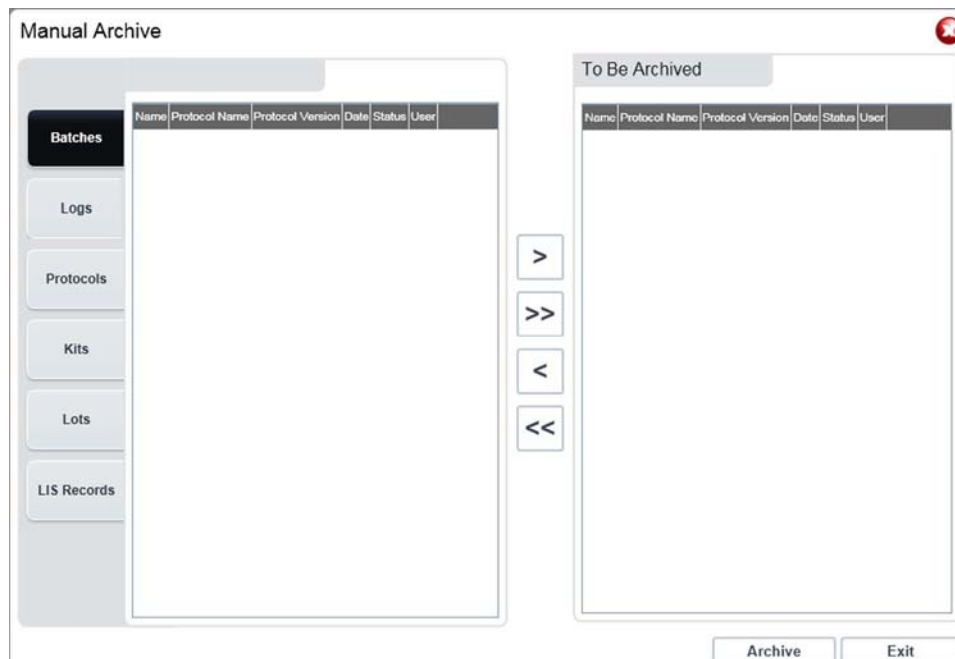 Manual Archive
To Be Archived
Name Protocol Name Protocol Version Date Status User
Name Protocol Name Protocol Version Date Status User
Batches
Logs
Protocols
Kits
Lots
LIS Records
>
>>
<
<<
Archive Exit